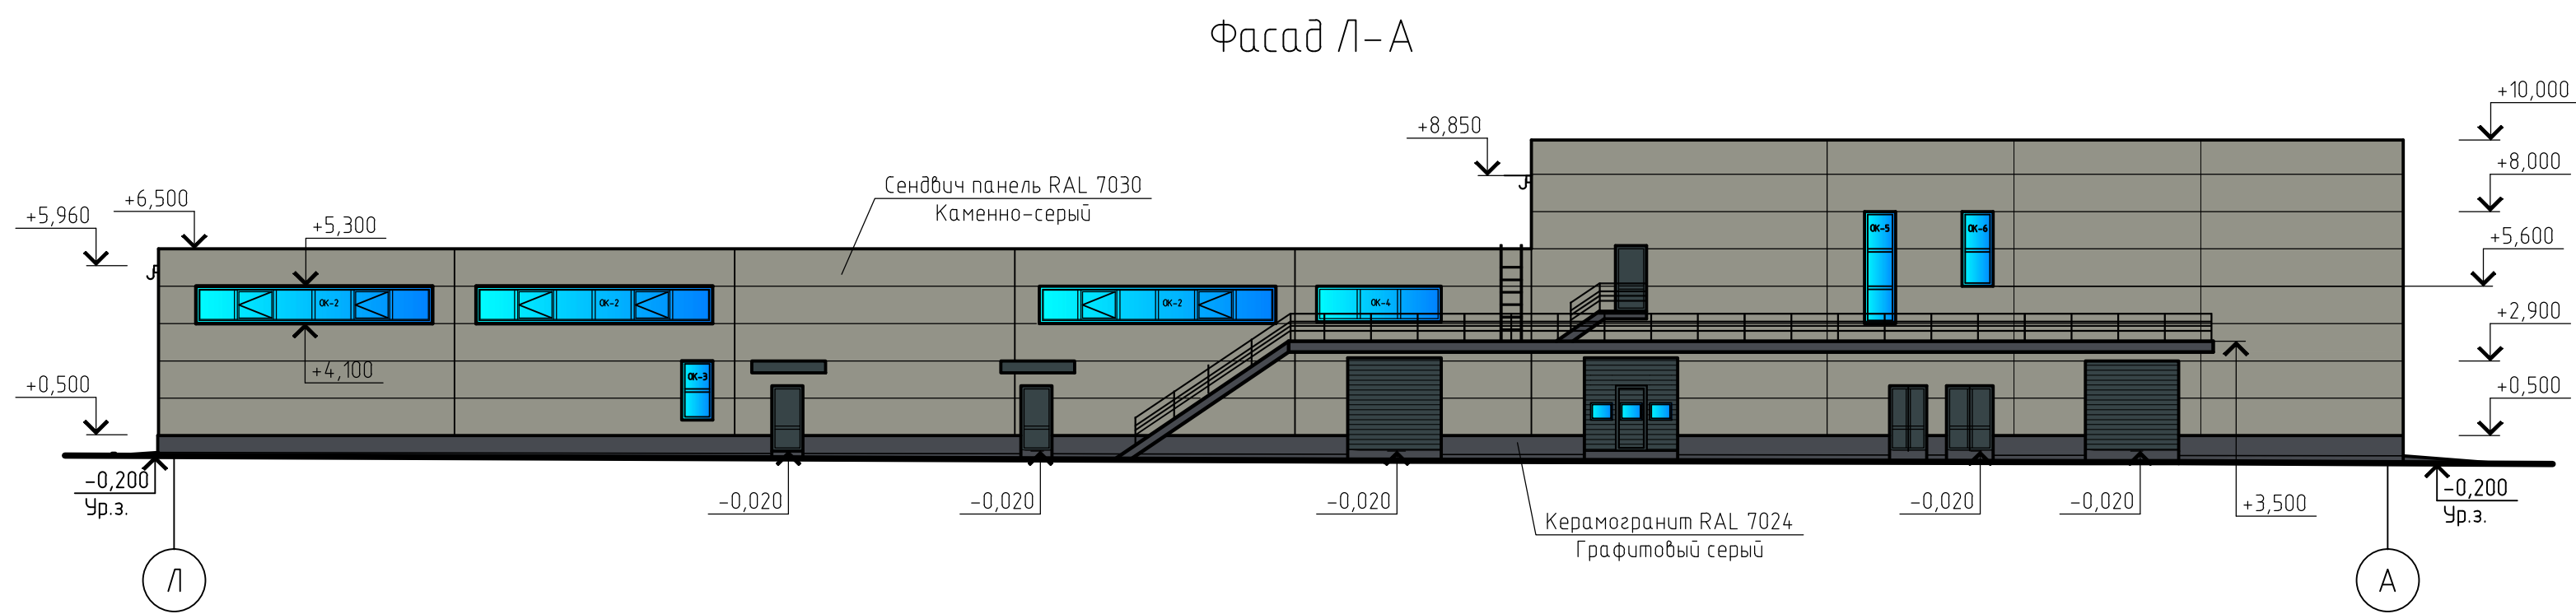 Фасад Л-А
+10,000
+8,850
+8,000
Сендвич панель RAL 7030
Каменно-серый
+6,500
+5,960
+5,300
+5,600
ОК-5
ОК-6
ОК-2
ОК-2
ОК-2
ОК-4
+2,900
+4,100
ОК-3
+0,500
+0,500
-0,200
Ур.з.
-0,020
-0,020
-0,020
-0,020
-0,020
+3,500
-0,200
Ур.з.
Керамогранит RAL 7024
Графитовый серый
Л
А